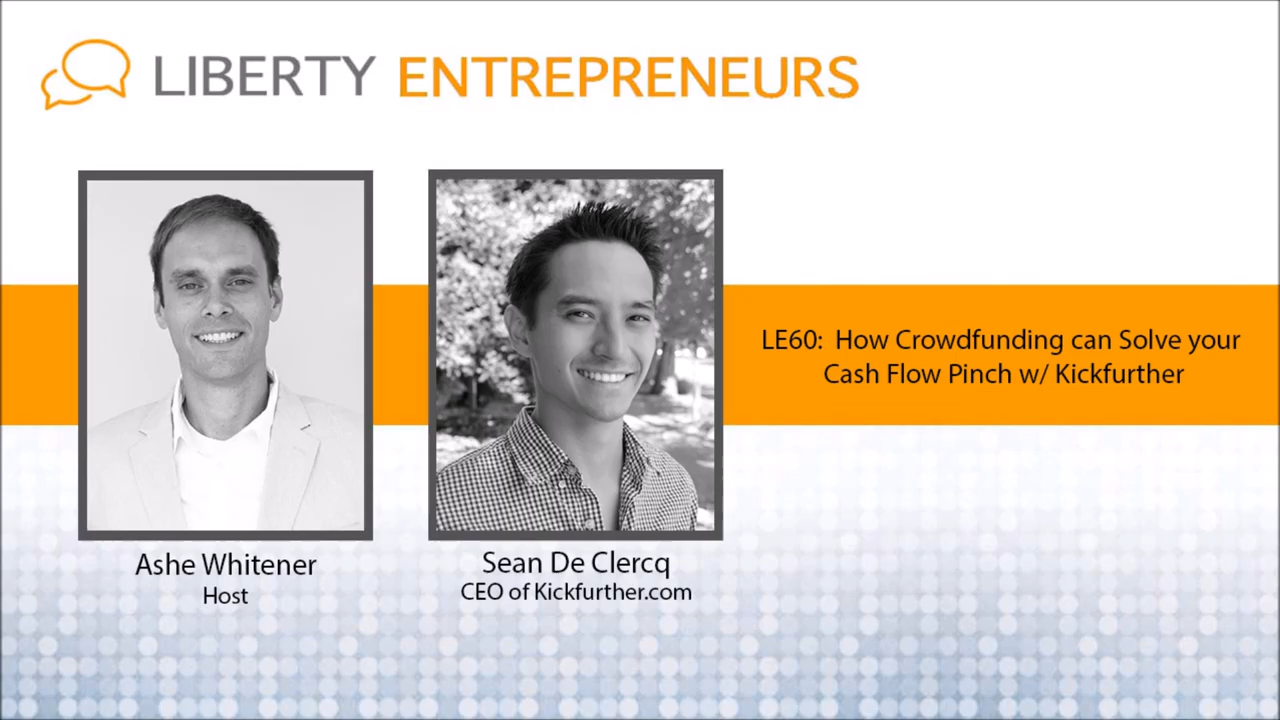 LIBERTY ENTREPRENEURS
LE60: How Crowdfunding can Solve your
Cash Flow Pinch w/ Kickfurther
Ashe Whitener
Host
Sean De Clercq
CEO of Kickfurther.com